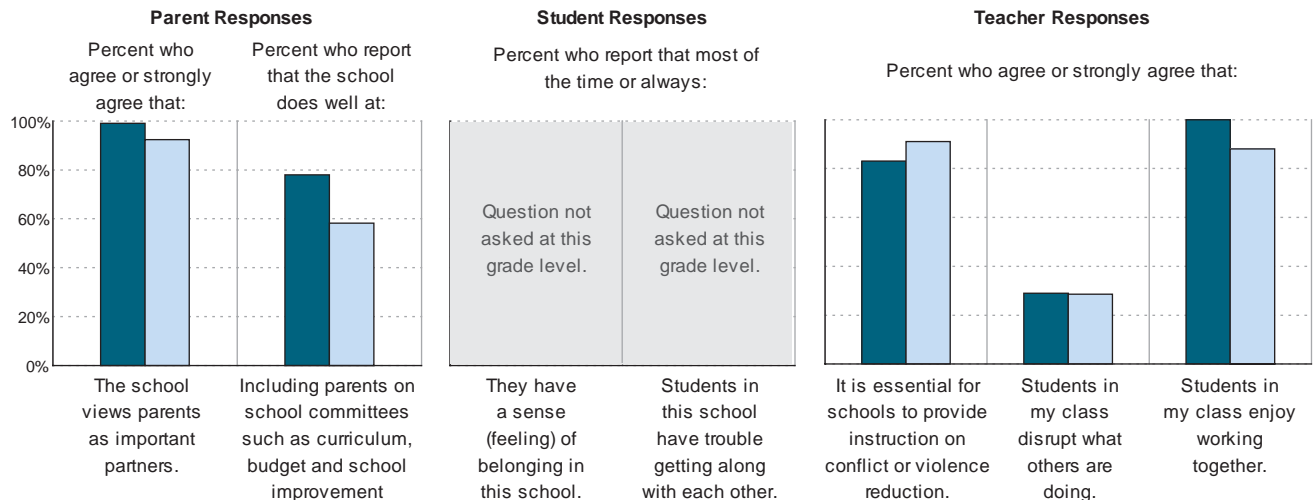 Parent Responses
Percent who
agree or strongly
agree that:
Percent who report
that the school
does well at:
100%
80%
60%
40%
20%
0%
The school
views parents
as important
partners.
Including parents on
school committees
such as curriculum,
budget and school
improvement
Student Responses
Percent who report that most of
the time or always:
Question not
asked at this
grade level.
Question not
asked at this
grade level.
They have
a sense
(feeling) of
belonging in
this school.
Students in
this school
have trouble
getting along
with each other.
Teacher Responses
Percent who agree or strongly agree that:
It is essential for
schools to provide
instruction on
conflict or violence
reduction.
Students in
my class
disrupt what
others are
doing.
Students in
my class enjoy
working
together.